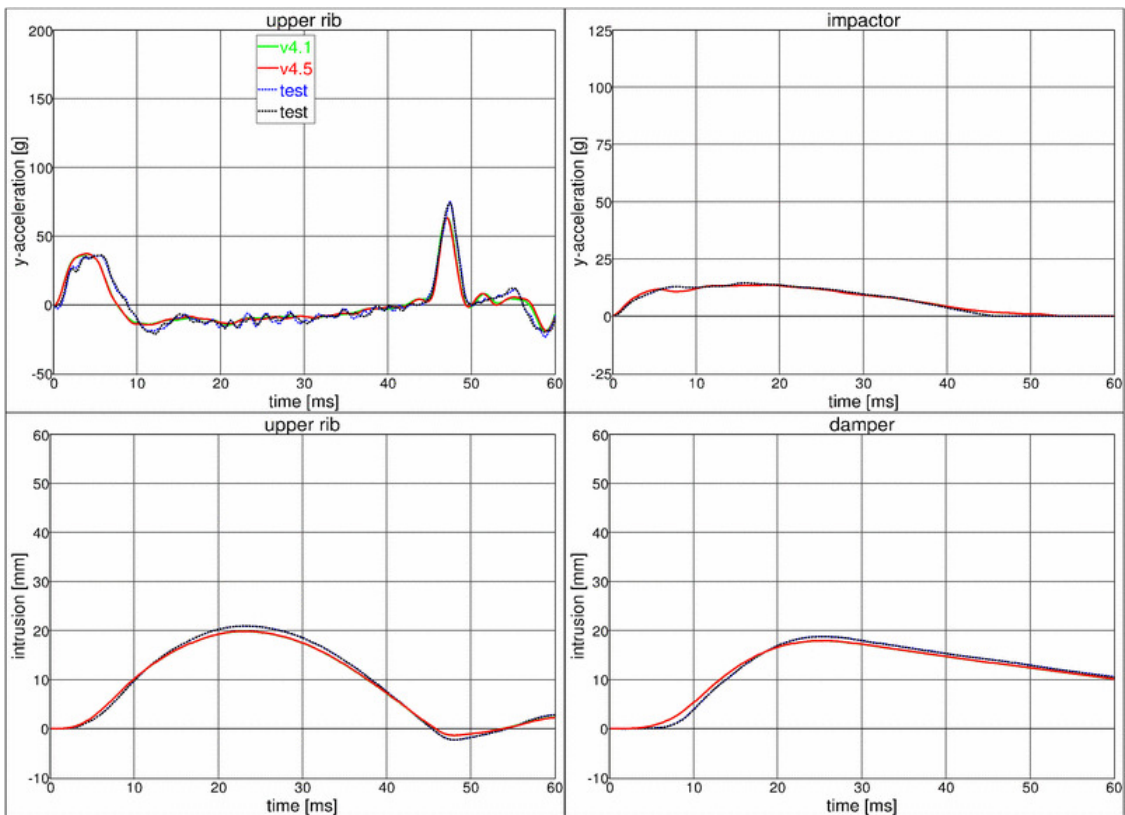 upper rib
200
150
100
50
0
-50
y-acceleration [g]
v4.1
v4.5
test
test
0 10 20 30 40 50 60
time [ms]
impactor
125
100
75
50
25
0
-25
y-acceleration [g]
0 10 20 30 40 50 60
time [ms]
upper rib
60
50
40
30
20
10
0
-10
intrusion [mm]
0 10 20 30 40 50 60
time [ms]
damper
60
50
40
30
20
10
0
-10
intrusion [mm]
0 10 20 30 40 50 60
time [ms]